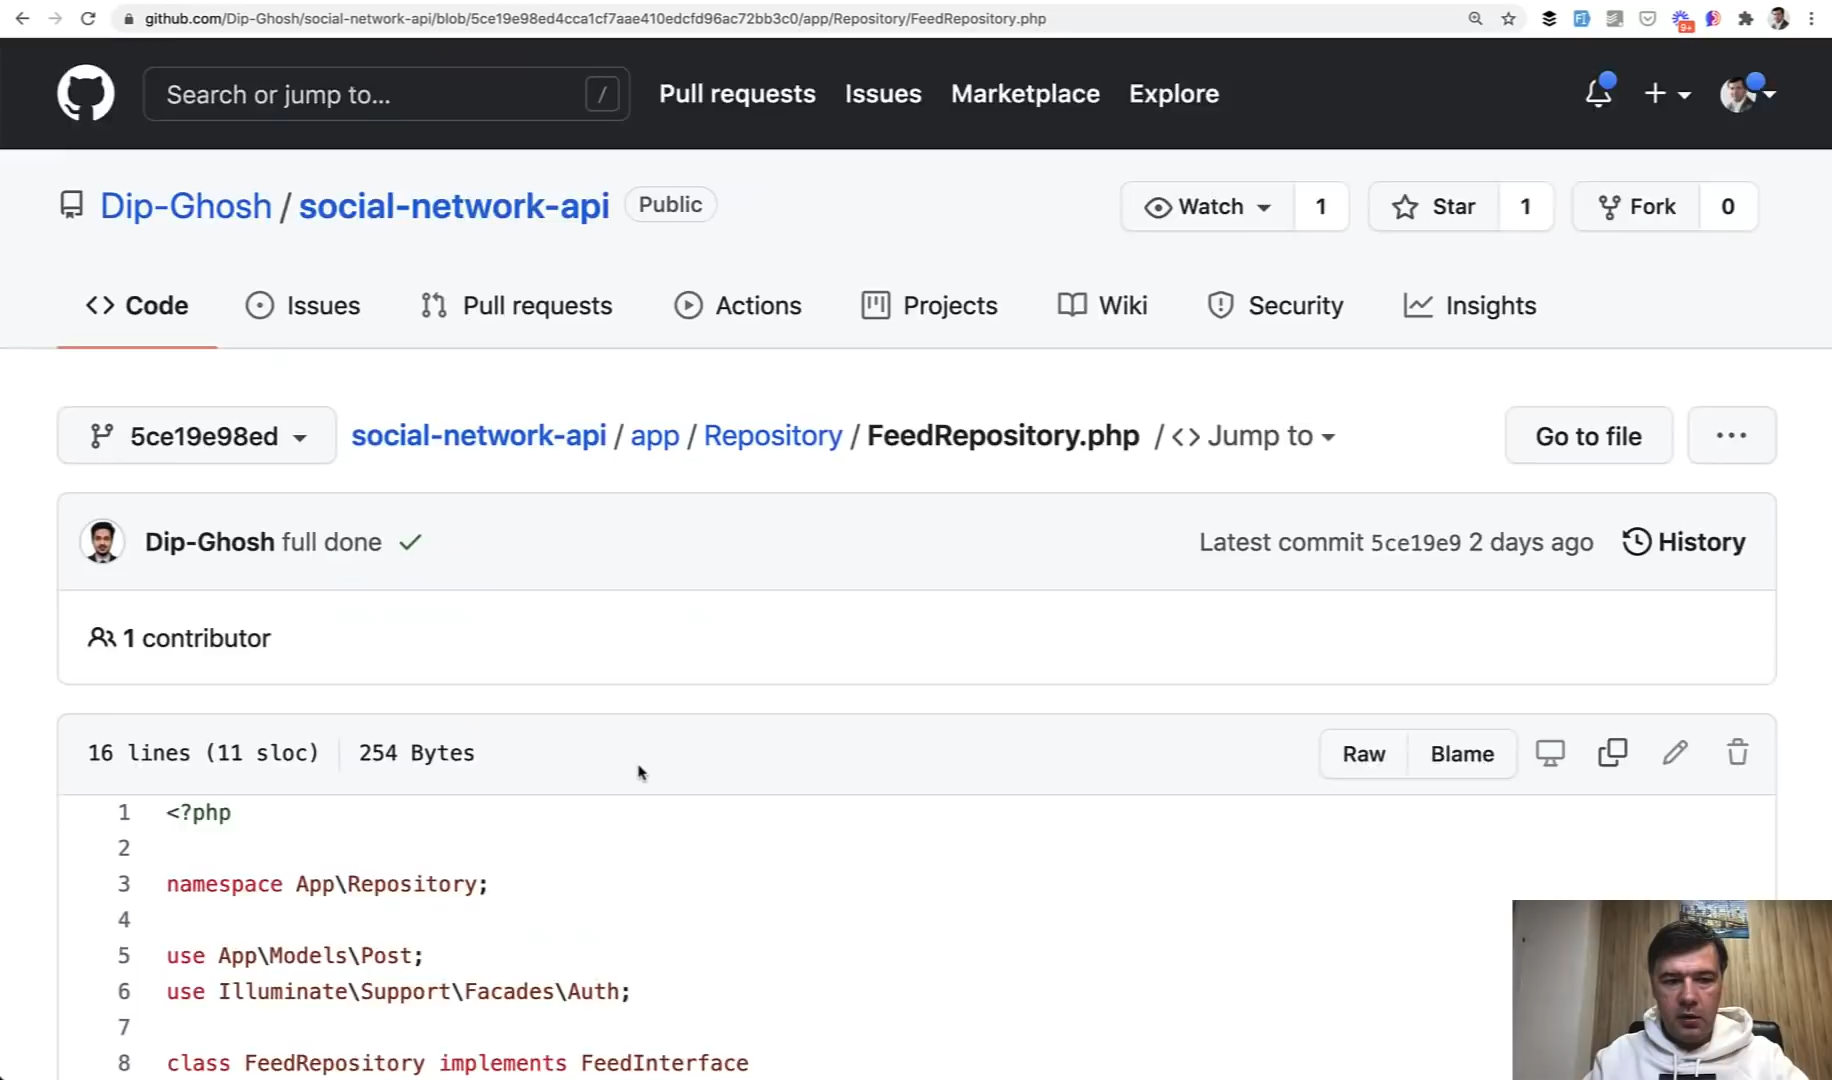 github.com/Dip-Ghosh/social-network-api/blob/5ce19e98ed4cca1cf7aae410edcfd96ac72bb3c0/app/Repository/FeedRepository.php
9+
Search or jump to... /
Pull requests Issues Marketplace Explore
Dip-Ghosh / social-network-api Public
Watch 1 Star 1 Fork 0
Code Issues Pull requests Actions Projects Wiki Security Insights
5ce19e98ed social-network-api / app / Repository / FeedRepository.php / <> Jump to Go to file ...
Dip-Ghosh full done Latest commit 5ce19e9 2 days ago History
1 contributor
16 lines (11 sloc) 254 Bytes Raw Blame
1 <?php
2
3 namespace App\Repository;
4
5 use App\Models\Post;
6 use Illuminate\Support\Facades\Auth;
7
8 class FeedRepository implements FeedInterface